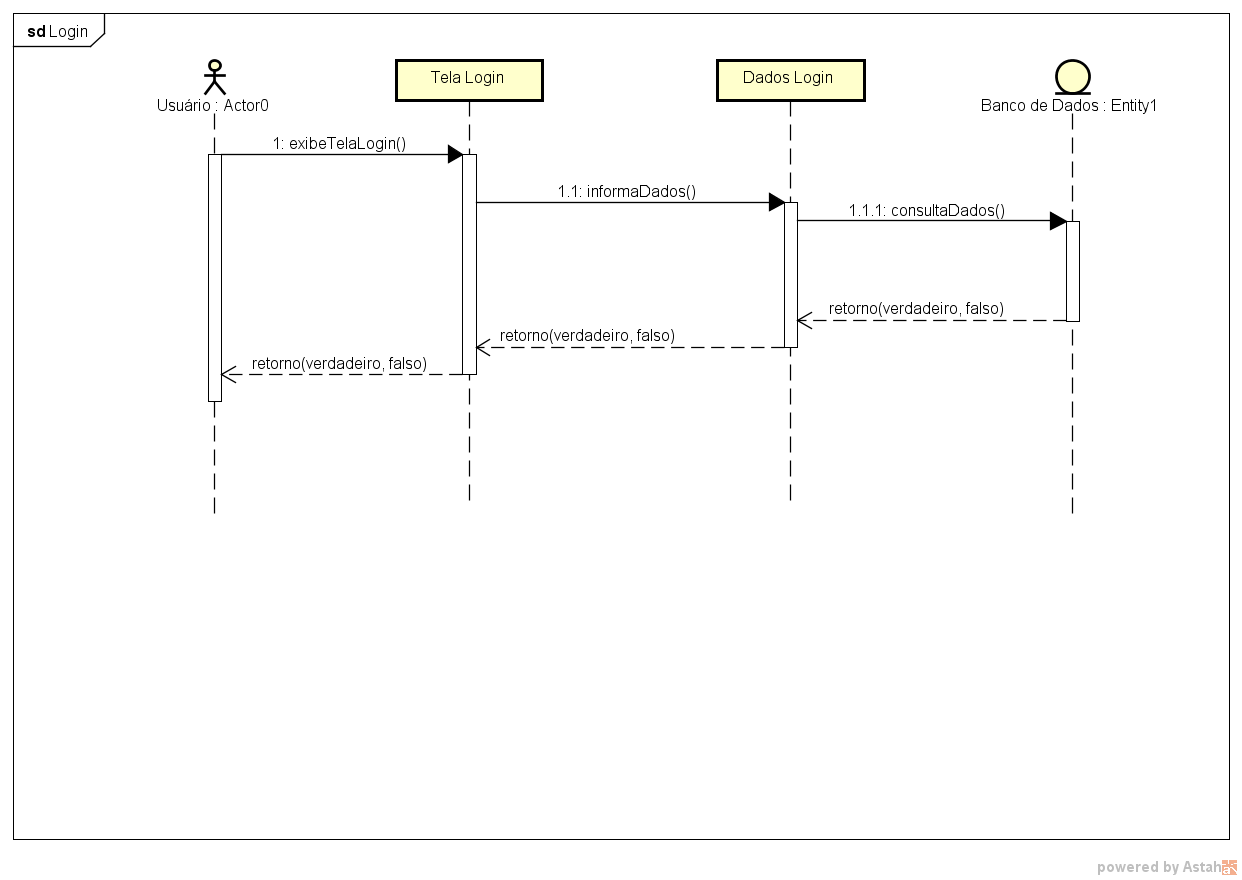 sd Login
Usuário : Actor0
Tela Login
Dados Login
Banco de Dados : Entity1
1: exibeTelaLogin()
1.1: informaDados()
1.1.1: consultaDados()
retorno(verdadeiro, falso)
retorno(verdadeiro, falso)
retorno(verdadeiro, falso)
powered by Astah